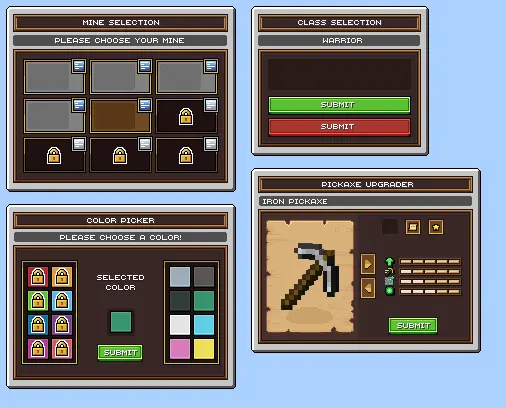 MINE SELECTION
PLEASE CHOOSE YOUR MINE
CLASS SELECTION
WARRIOR
SUBMIT
SUBMIT
PICKAXE UPGRADER
IRON PICKAXE
SUBMIT
COLOR PICKER
PLEASE CHOOSE A COLOR!
SELECTED
COLOR
SUBMIT